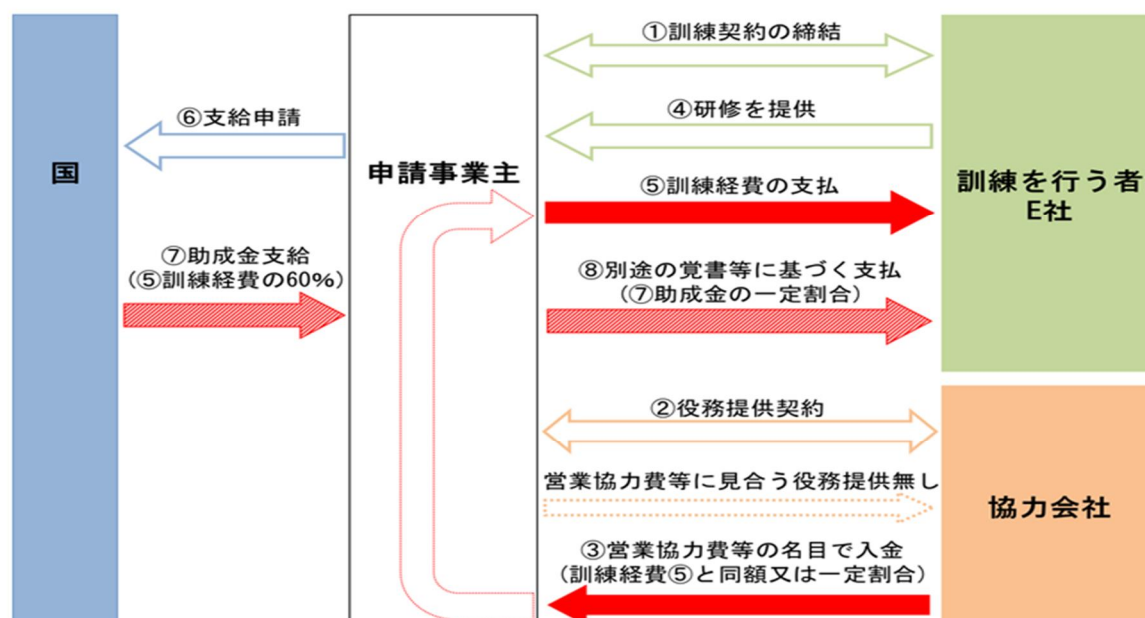 ①訓練契約の締結
⑥支給申請
④研修を提供
国
申請事業主
訓練を行う者
E社
⑤訓練経費の支払
⑦助成金支給
(⑤訓練経費の60%)
⑧別途の覚書等に基づく支払
(⑦助成金の一定割合)
②役務提供契約
営業協力費等に見合う役務提供無し
協力会社
③営業協力費等の名目で入金
(訓練経費⑤と同額又は一定割合)